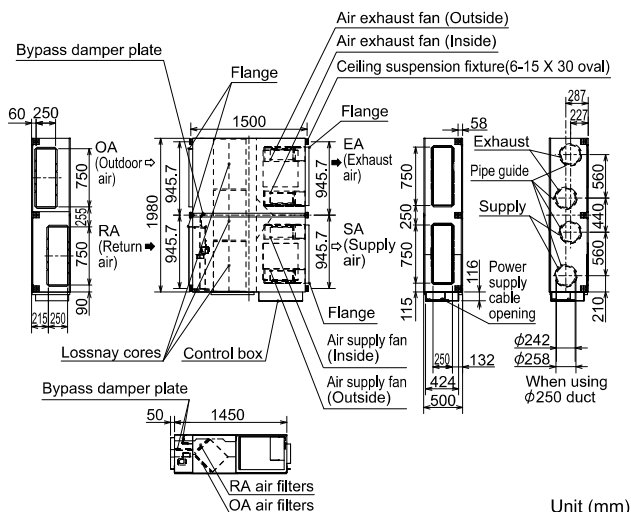 Air exhaust fan (Outside)
Air exhaust fan (Inside)
Bypass damper plate
Ceiling suspension fixture(6-15 X 30 oval)
Flange
Flange
287
227
60 250
1500
58
OA
(Outdoor
air)
EA
(Exhaust
air)
Exhaust
Pipe guide
Supply
750
255
750
90
945.7
945.7
1980
945.7
945.7
750
250
750
115
116
560
440
560
210
RA
(Return
air)
SA
(Supply
air)
Power
supply
cable
opening
215 250
Flange
Lossnay cores
Control box
Air supply fan
(Inside)
Air supply fan
(Outside)
250 132
424
500
ϕ242
ϕ258
When using
ϕ250 duct
Bypass damper plate
50 1450
RA air filters
OA air filters
Unit (mm)